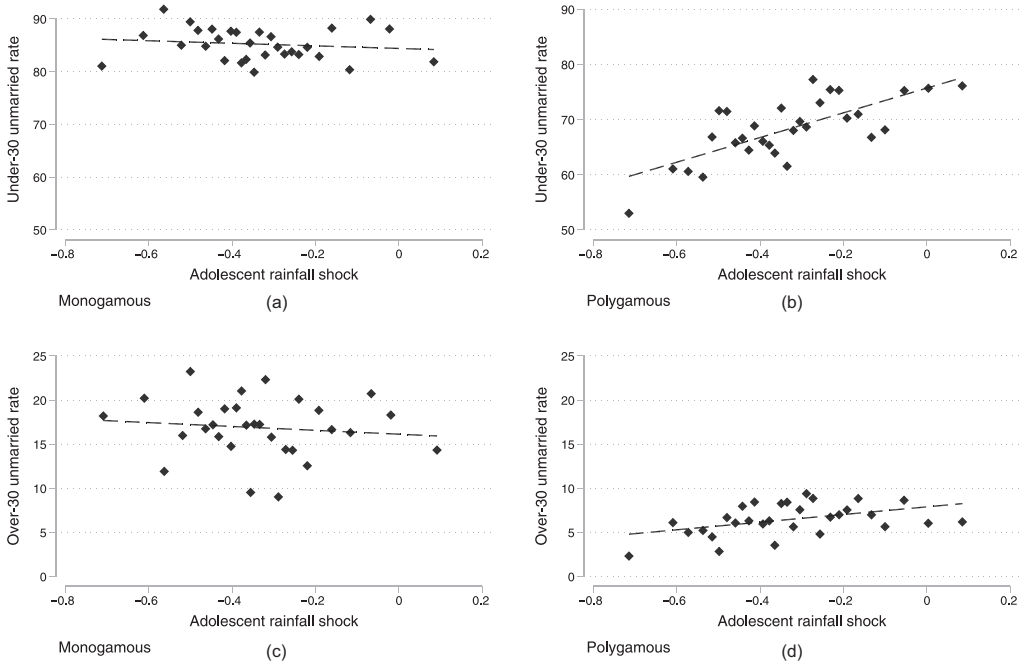 90
80
70
60
50
Under-30 unmarried rate
−0.8 −0.6 −0.4 −0.2 0 0.2
Adolescent rainfall shock
Monogamous (a)
90
80
70
60
50
Under-30 unmarried rate
−0.8 −0.6 −0.4 −0.2 0 0.2
Adolescent rainfall shock
Polygamous (b)
25
20
15
10
5
0
Over-30 unmarried rate
−0.8 −0.6 −0.4 −0.2 0 0.2
Adolescent rainfall shock
Monogamous (c)
25
20
15
10
5
0
Over-30 unmarried rate
−0.8 −0.6 −0.4 −0.2 0 0.2
Adolescent rainfall shock
Polygamous (d)